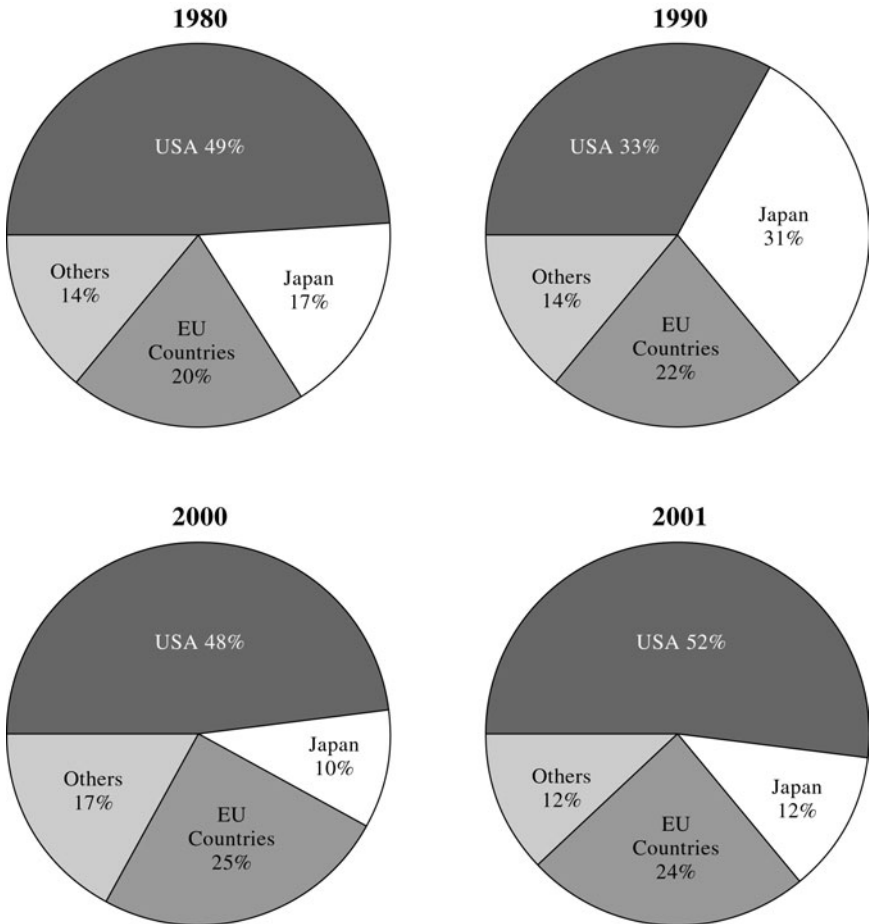 1980
USA 49%
Japan
17%
EU
Countries
20%
Others
14%
1990
USA 33%
Japan
31%
EU
Countries
22%
Others
14%
2000
USA 48%
Japan
10%
EU
Countries
25%
Others
17%
2001
USA 52%
Japan
12%
EU
Countries
24%
Others
12%